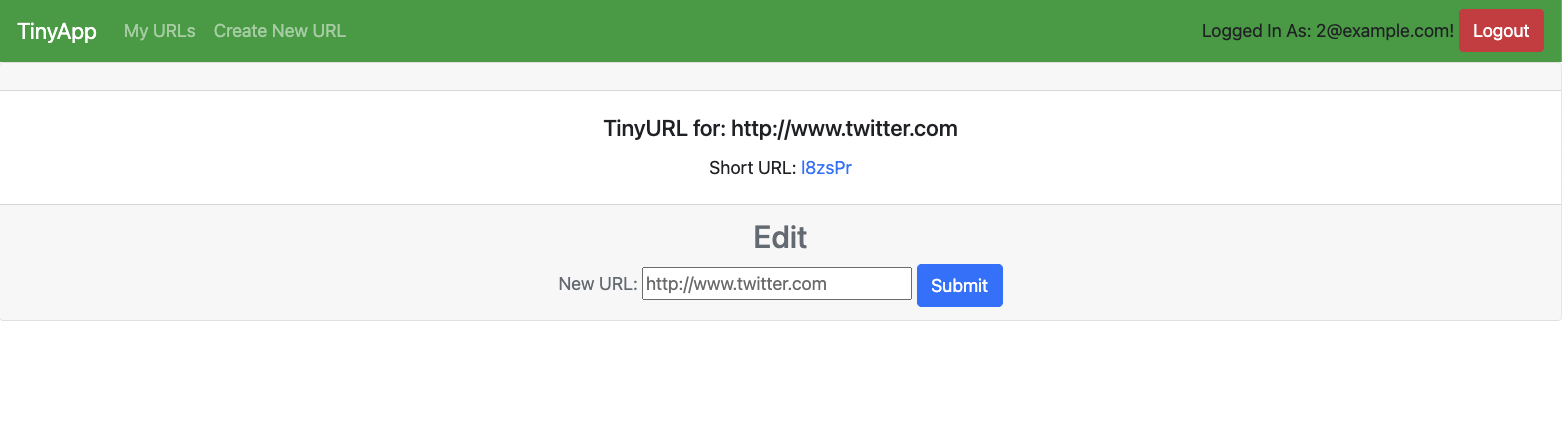 TinyApp My URLs Create New URL Logged In As: 2@example.com! Logout
TinyURL for: http://www.twitter.com
Short URL: l8zsPr
Edit
New URL: http://www.twitter.com Submit